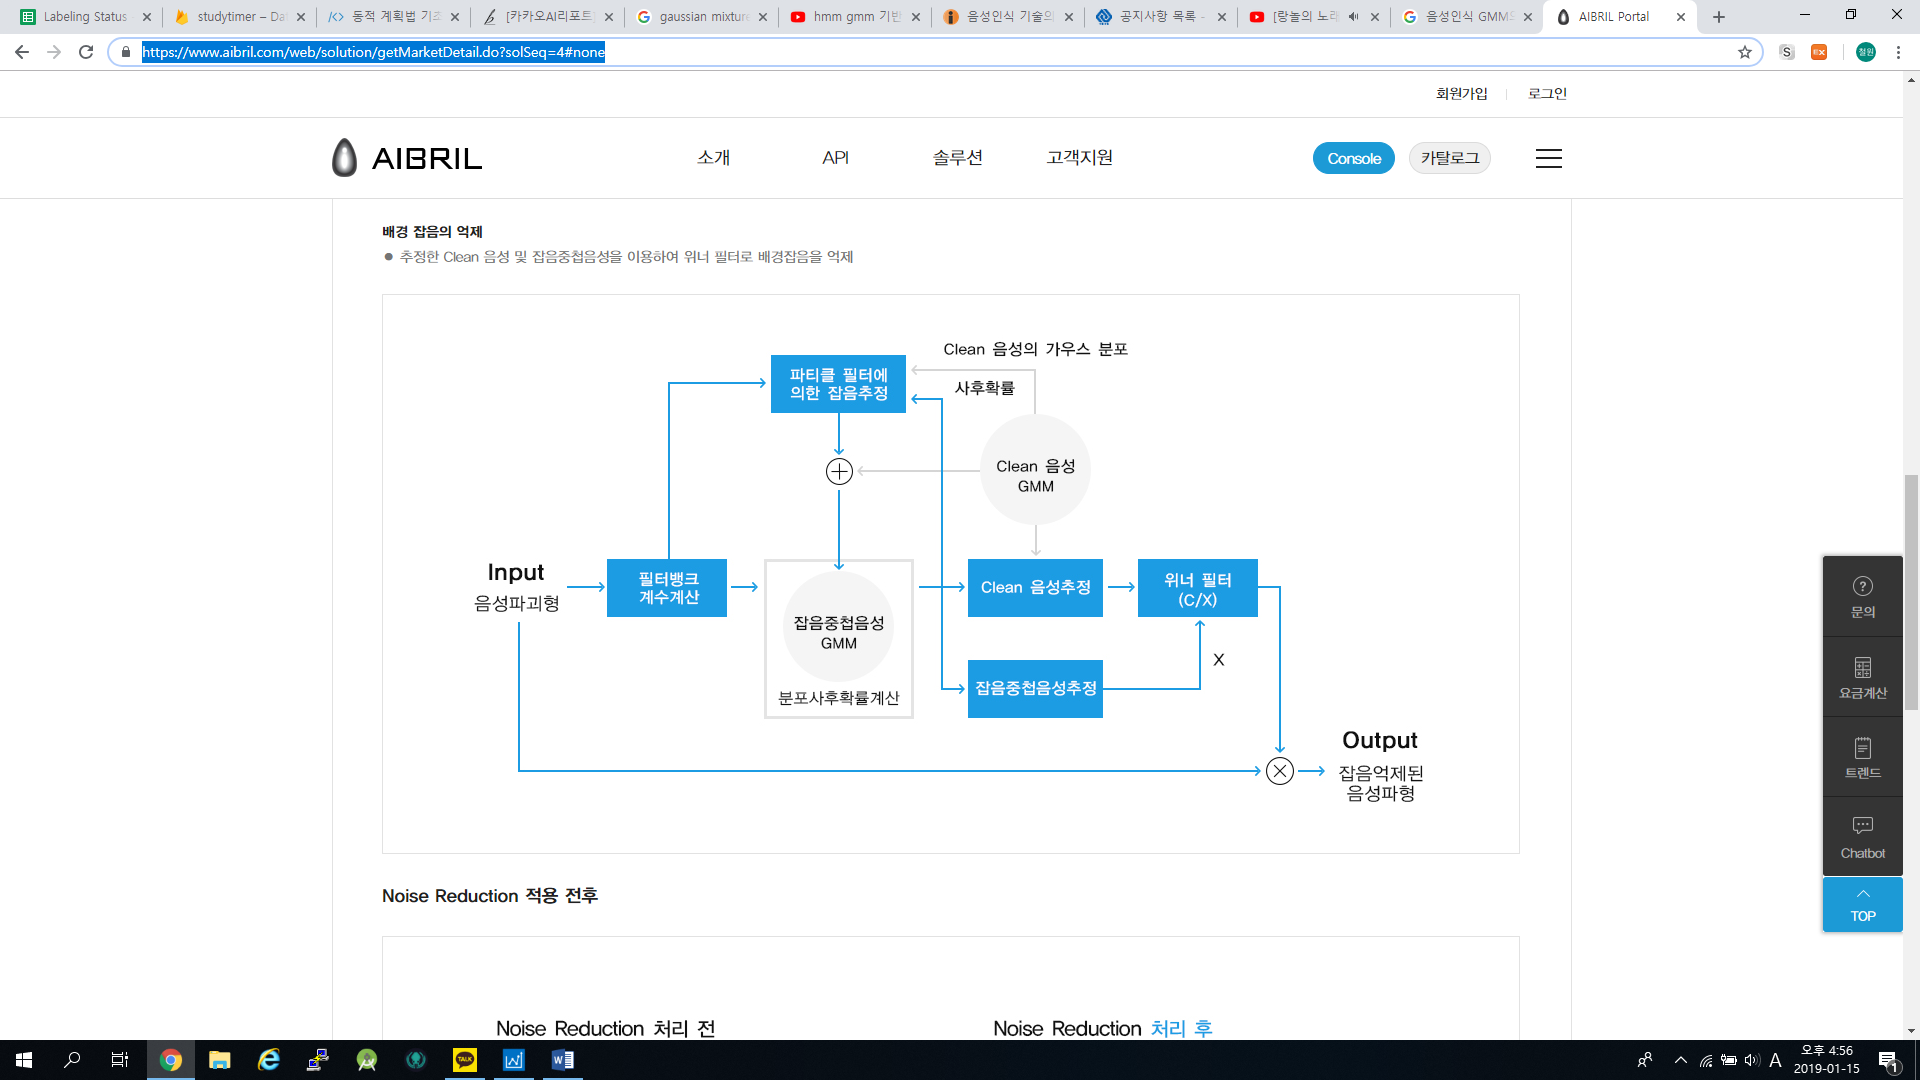 Labeling Status
studytimer – Da
동적 계획법 기초
[카카오AI리포트]
gaussian mixture
hmm gmm 기반
음성인식 기술의
공지사항 목록 -
[랑놀의 노래
음성인식 GMM의
AIBRIL Portal
https://www.aibril.com/web/solution/getMarketDetail.do?solSeq=4#none
회원가입
로그인
AIBRIL
소개
API
솔루션
고객지원
Console
카탈로그
배경 잡음의 억제
● 추정한 Clean 음성 및 잡음중첩음성을 이용하여 위너 필터로 배경잡음을 억제
Clean 음성의 가우스 분포
파티클 필터에
의한 잡음추정
사후확률
Clean 음성
GMM
Input
음성파괴형
필터뱅크
계수계산
잡음중첩음성
GMM
분포사후확률계산
Clean 음성추정
위너 필터
(C/X)
잡음중첩음성추정
X
Output
잡음억제된
음성파형
문의
요금계산
트렌드
Chatbot
TOP
Noise Reduction 적용 전후
Noise Reduction 처리 전
Noise Reduction 처리 후
TALK
A
오후 4:56
2019-01-15
1